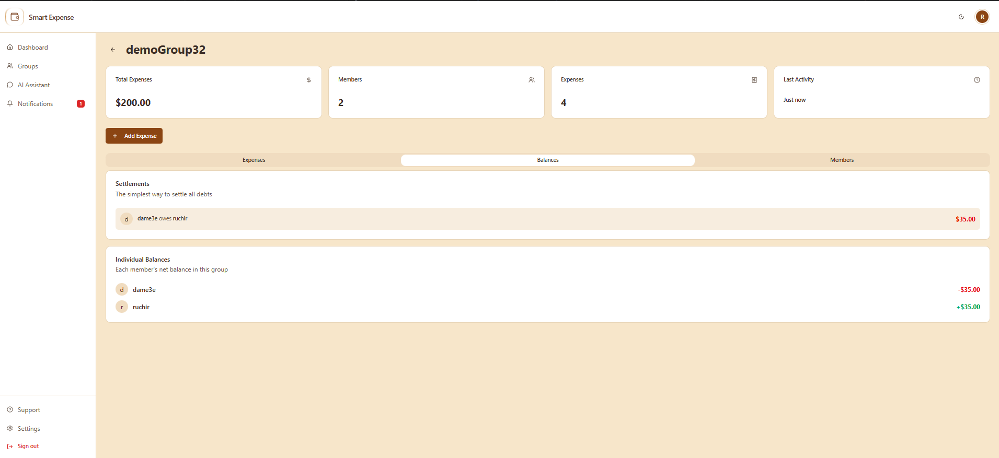 Smart Expense
R
Dashboard
Groups
AI Assistant
Notifications 1
Support
Settings
Sign out
demoGroup32
Total Expenses $
$200.00
Members
2
Expenses
4
Last Activity
Just now
+ Add Expense
Expenses Balances Members
Settlements
The simplest way to settle all debts
d dame3e owes ruchir $35.00
Individual Balances
Each member's net balance in this group
d dame3e -$35.00
r ruchir +$35.00